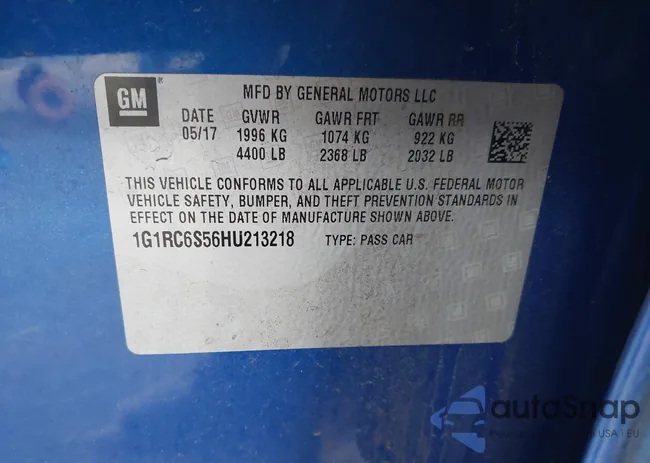 GM
MFD BY GENERAL MOTORS LLC
DATE GVWR GAWR FRT GAWR RR
05/17 1996 KG 1074 KG 922 KG
4400 LB 2368 LB 2032 LB
THIS VEHICLE CONFORMS TO ALL APPLICABLE U.S. FEDERAL MOTOR
VEHICLE SAFETY, BUMPER, AND THEFT PREVENTION STANDARDS IN
EFFECT ON THE DATE OF MANUFACTURE SHOWN ABOVE.
1G1RC6S56HU213218 TYPE: PASS CAR
autoSnap
USA | EU